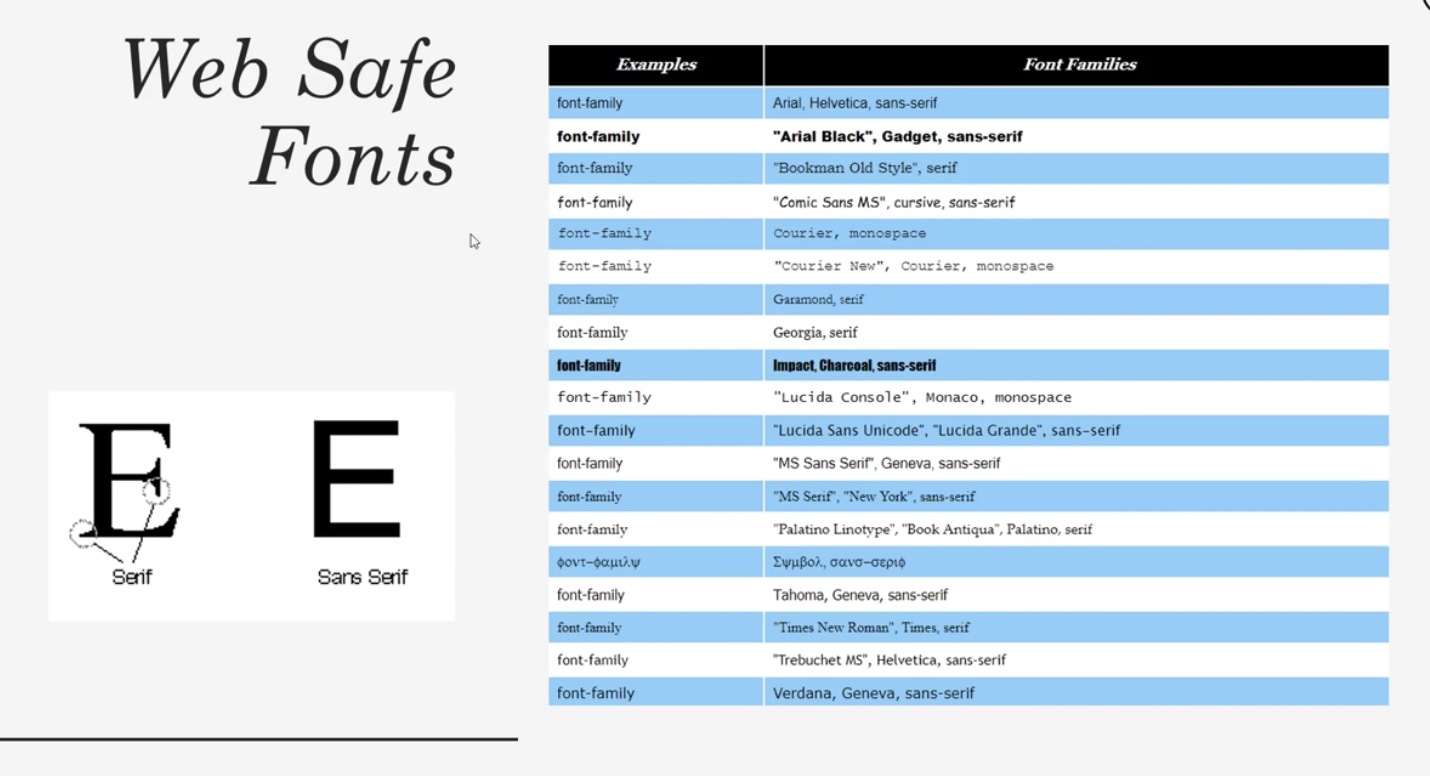 Web Safe
Fonts
Examples Font Families
font-family Arial, Helvetica, sans-serif
font-family "Arial Black", Gadget, sans-serif
font-family "Bookman Old Style", serif
font-family "Comic Sans MS", cursive, sans-serif
font-family Courier, monospace
font-family "Courier New", Courier, monospace
font-family Garamond, serif
font-family Georgia, serif
font-family Impact, Charcoal, sans-serif
font-family "Lucida Console", Monaco, monospace
font-family "Lucida Sans Unicode", "Lucida Grande", sans-serif
font-family "MS Sans Serif", Geneva, sans-serif
font-family "MS Serif", "New York", sans-serif
font-family "Palatino Linotype", "Book Antiqua", Palatino, serif
φοντ–φαμιλψ Σψμβολ, σανσ–σεριφ
font-family Tahoma, Geneva, sans-serif
font-family "Times New Roman", Times, serif
font-family "Trebuchet MS", Helvetica, sans-serif
font-family Verdana, Geneva, sans-serif
E E
Serif Sans Serif